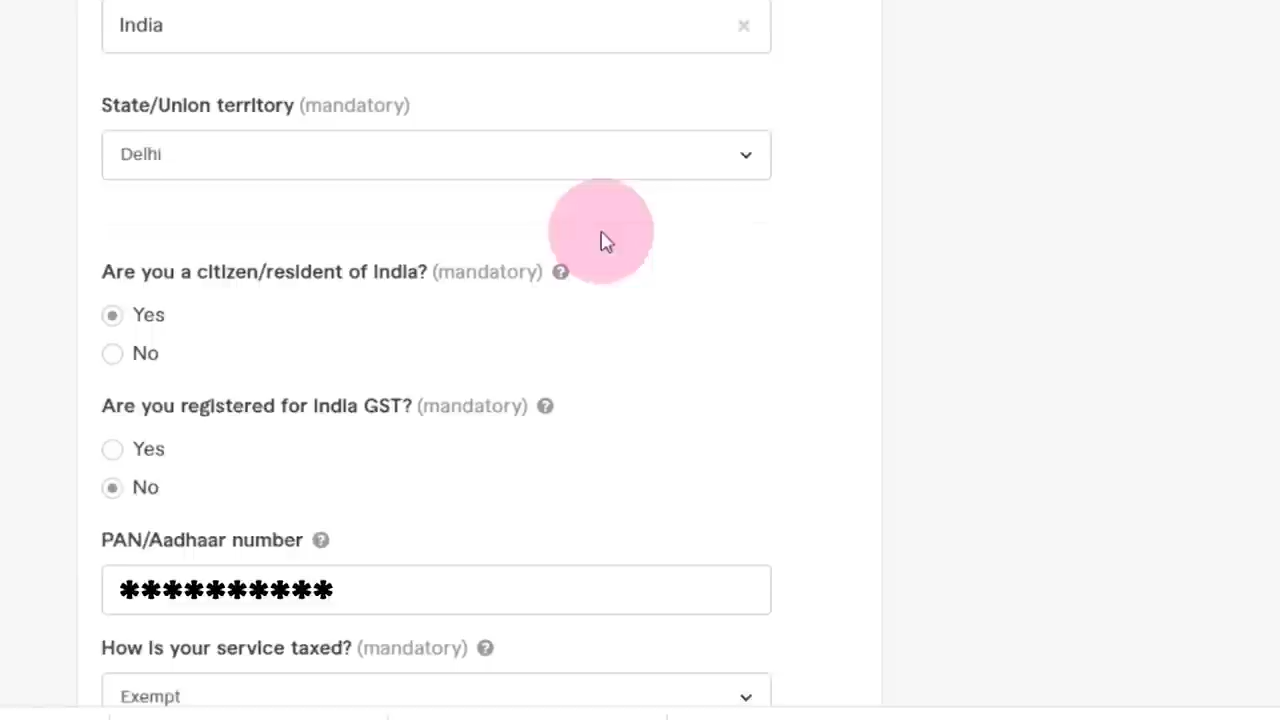 India
State/Union territory (mandatory)
Delhi
Are you a citizen/resident of India? (mandatory) ?
Yes
No
Are you registered for India GST? (mandatory) ?
Yes
No
PAN/Aadhaar number ?
**********
How is your service taxed? (mandatory) ?
Exempt